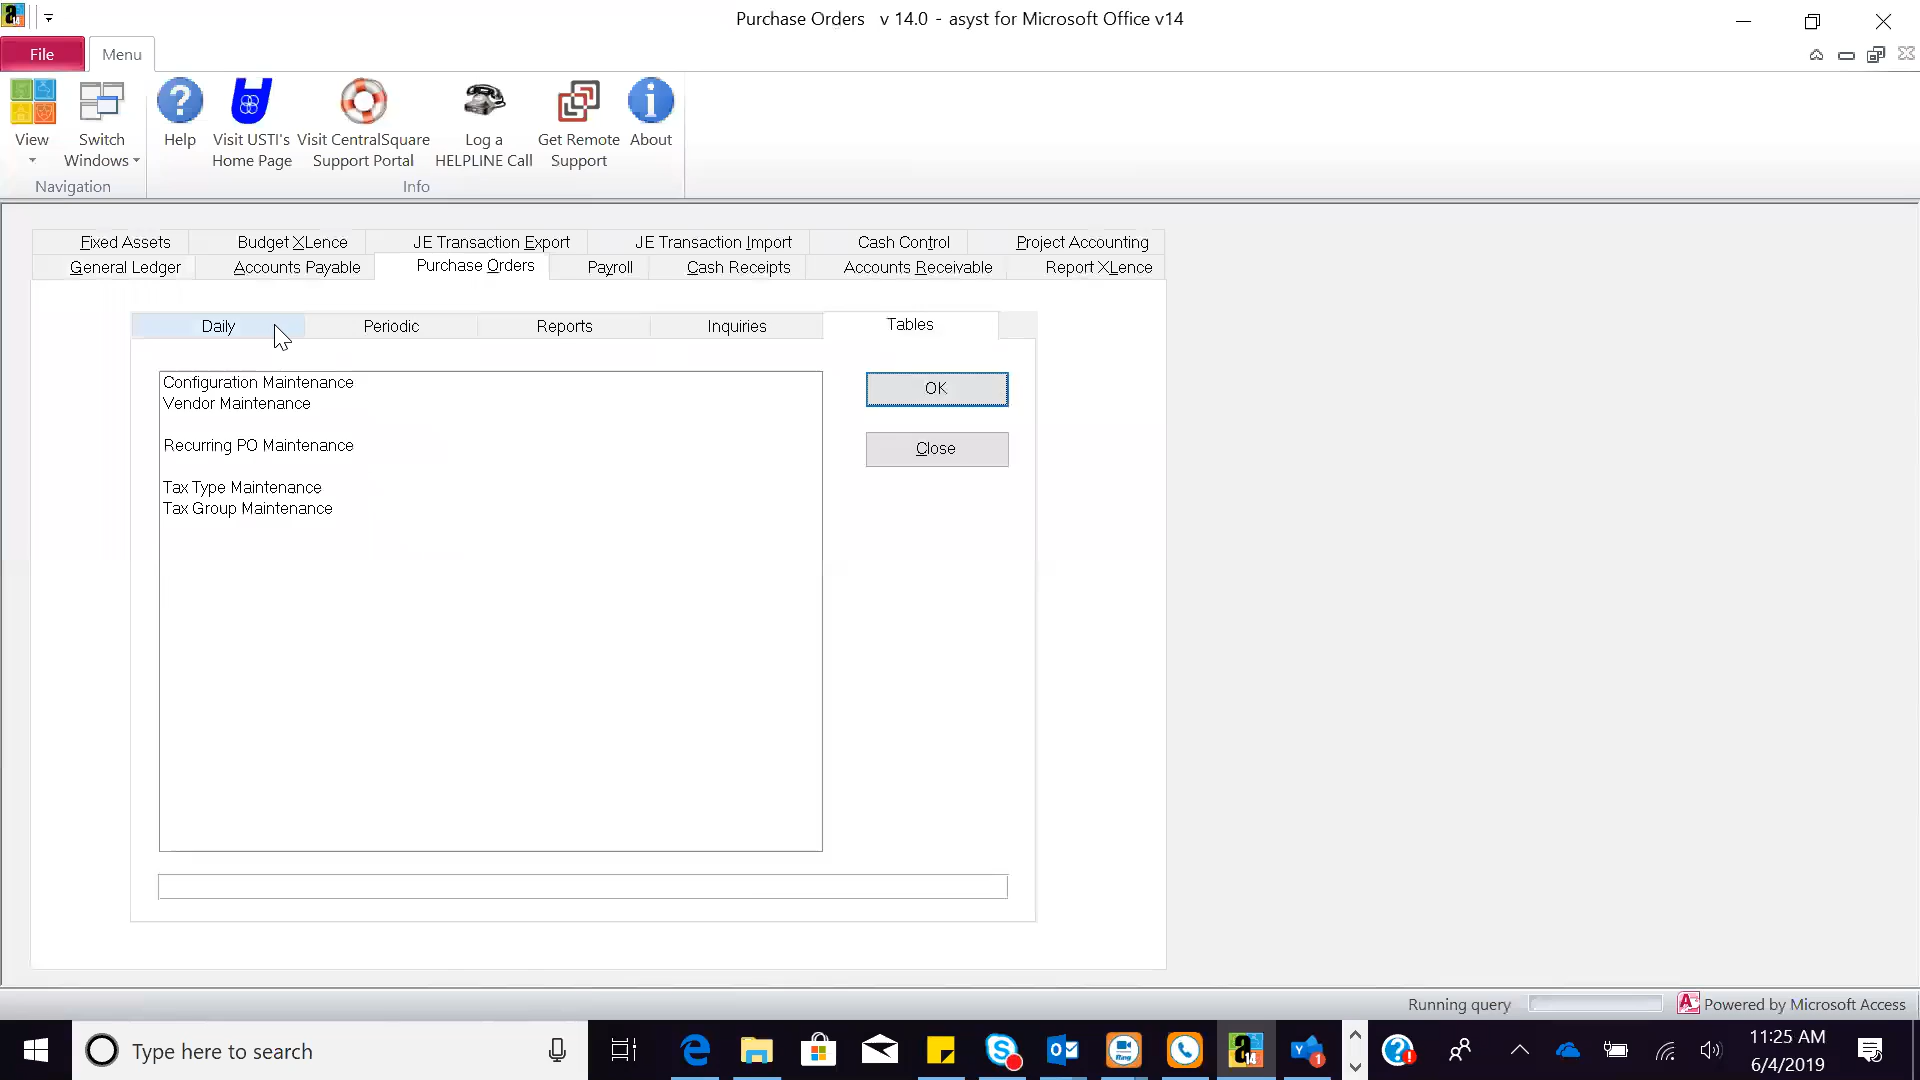 Purchase Orders v 14.0 - asyst for Microsoft Office v14
File
Menu
View
Switch
Windows
Help
Visit USTI's
Home Page
Visit CentralSquare
Support Portal
Log a
HELPLINE Call
Get Remote
Support
About
Navigation
Info
Fixed Assets
Budget XLence
JE Transaction Export
JE Transaction Import
Cash Control
Project Accounting
General Ledger
Accounts Payable
Purchase Orders
Payroll
Cash Receipts
Accounts Receivable
Report XLence
Daily
Periodic
Reports
Inquiries
Tables
Configuration Maintenance
Vendor Maintenance
Recurring PO Maintenance
Tax Type Maintenance
Tax Group Maintenance
OK
Close
Running query
Powered by Microsoft Access
Type here to search
11:25 AM
6/4/2019